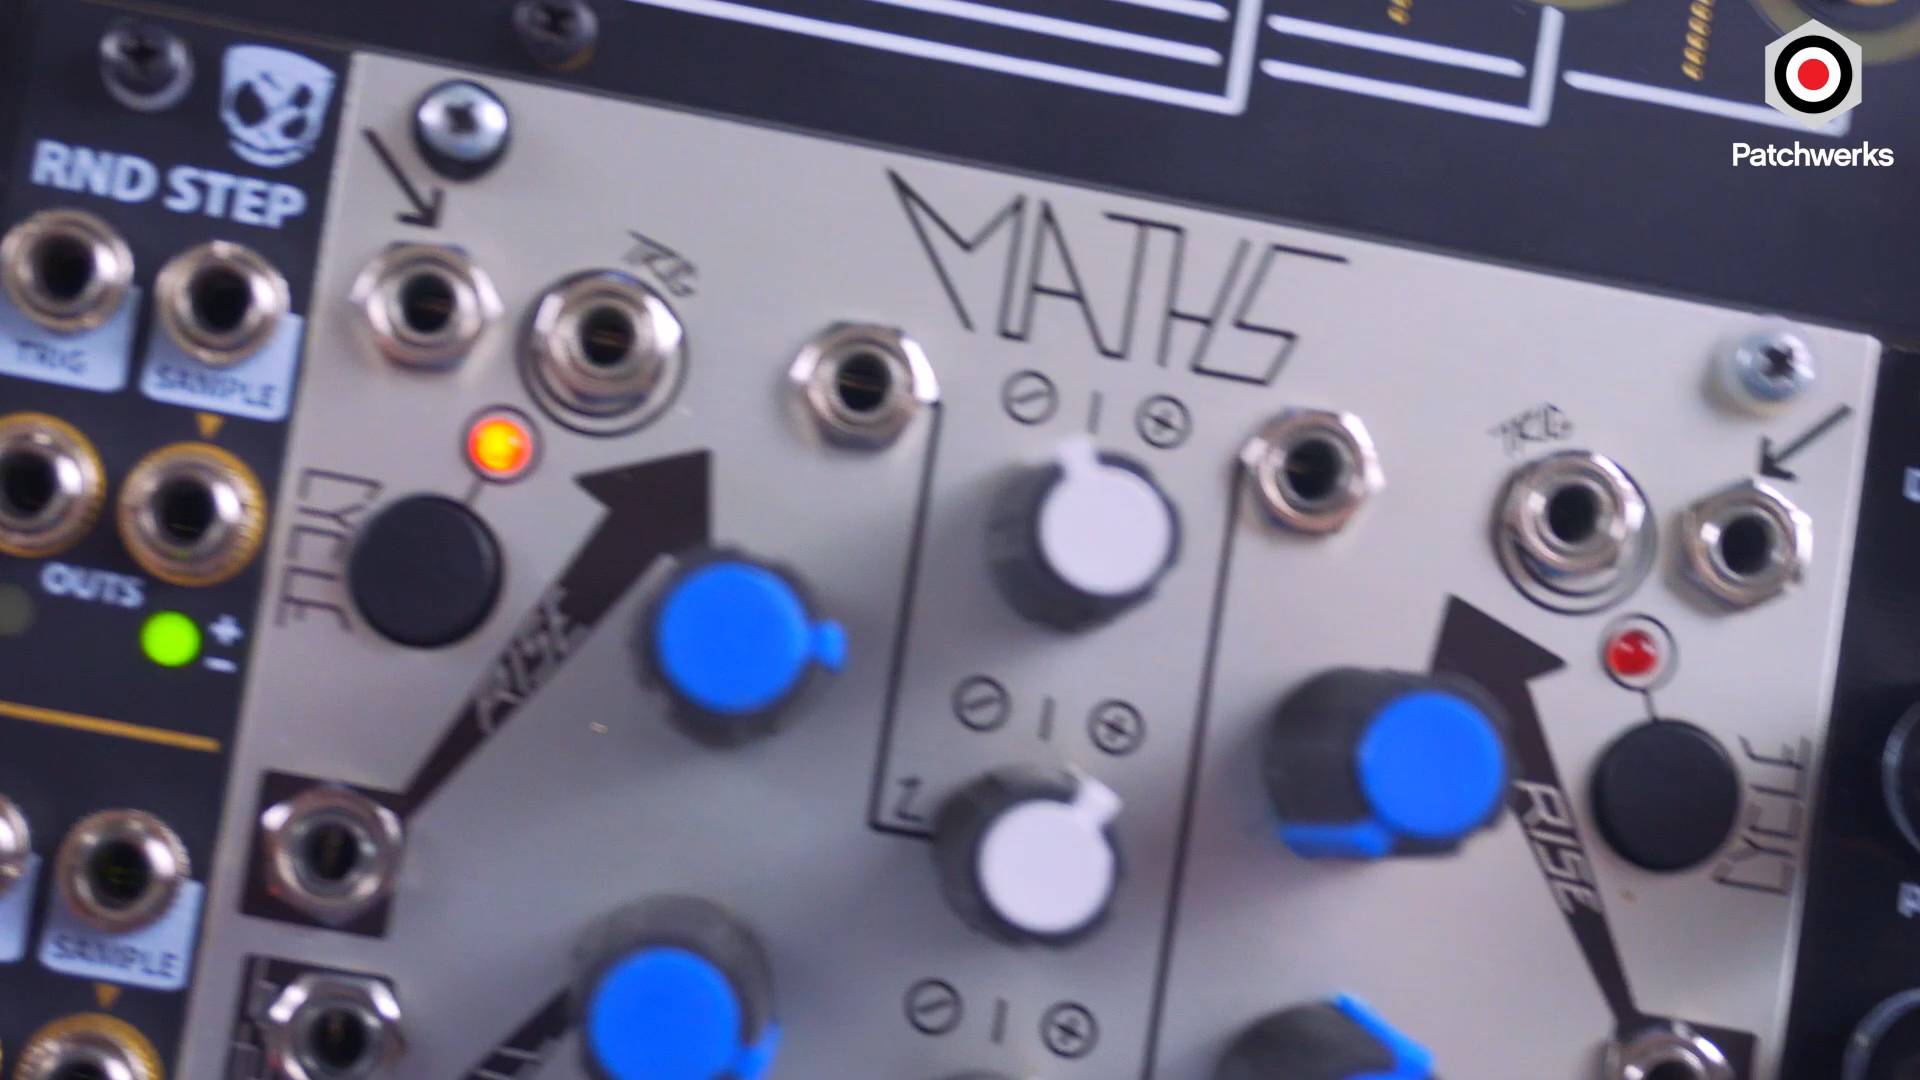 Patchwerks
RND STEP
MATHS
TRIG
TRIG
TRIG
SAMPLE
CYCLE
OUTS
+
−
RISE
RISE
CYCLE
SAMPLE